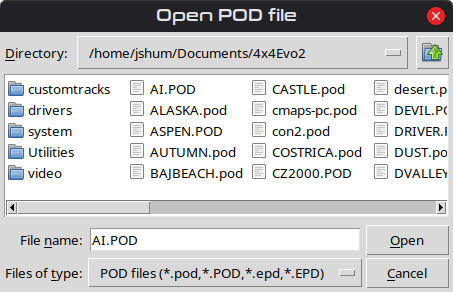 Open POD file
Directory: /home/jshum/Documents/4x4Evo2
customtracks AI.POD CASTLE.pod desert.p
drivers ALASKA.pod cmaps-pc.pod DEVIL.PO
system ASPEN.POD con2.pod DRIVER.
Utilities AUTUMN.pod COSTRICA.pod DUST.po
video BAJBEACH.pod CZ2000.POD DVALLEY
File name: AI.POD Open
Files of type: POD files (*.pod,*.POD,*.epd,*.EPD) Cancel